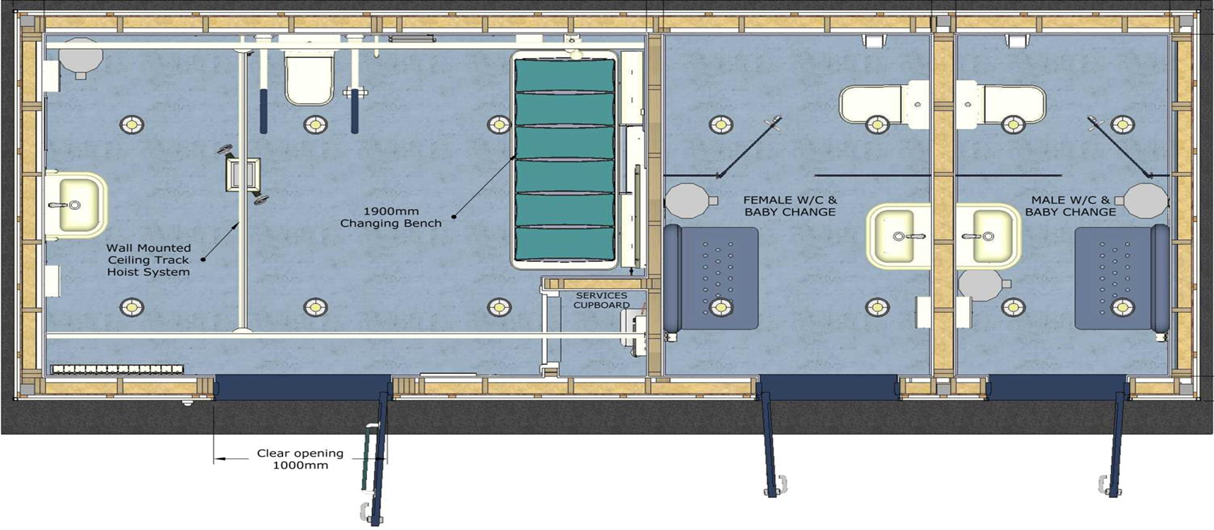 1900mm
Changing Bench
Wall Mounted
Ceiling Track
Hoist System
SERVICES
CUPBOARD
FEMALE W/C &
BABY CHANGE
MALE W/C &
BABY CHANGE
Clear opening
1000mm